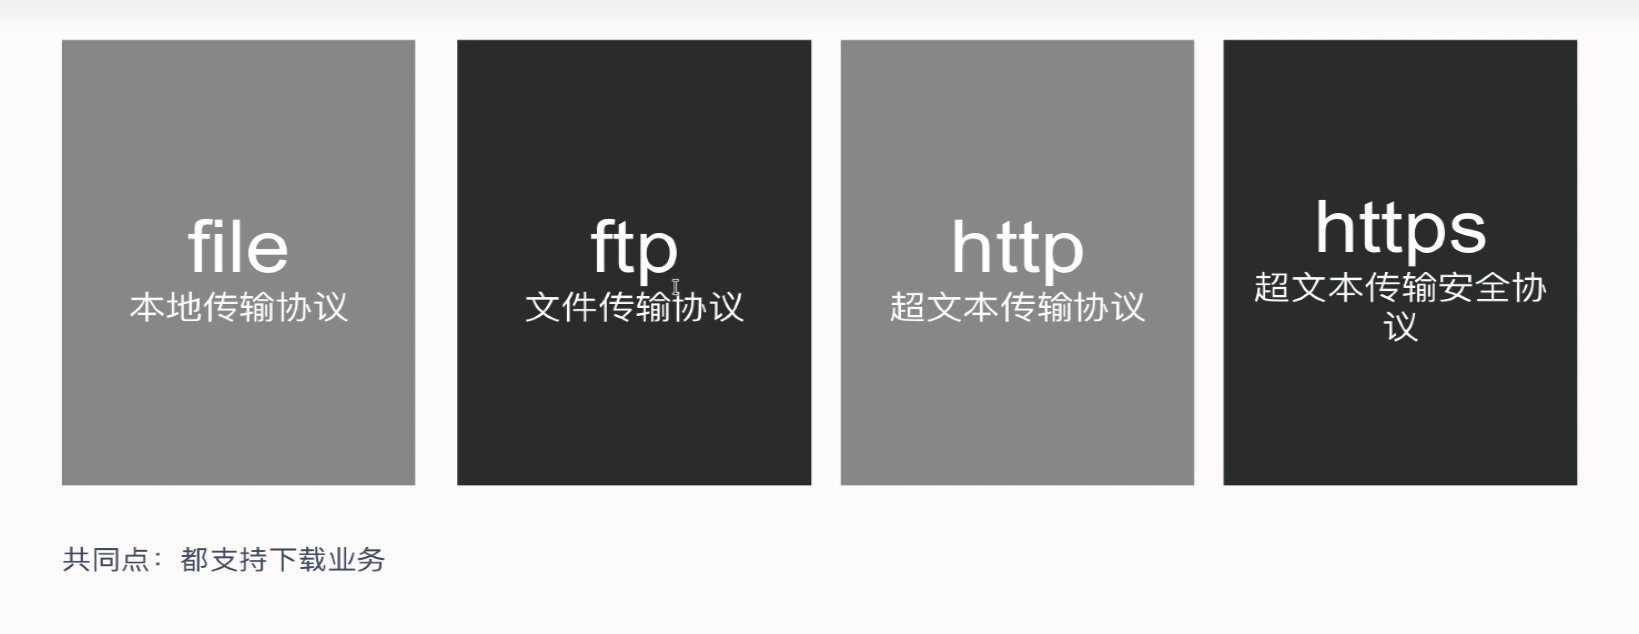 file
本地传输协议
ftp
文件传输协议
http
超文本传输协议
https
超文本传输安全协
议
共同点：都支持下载业务